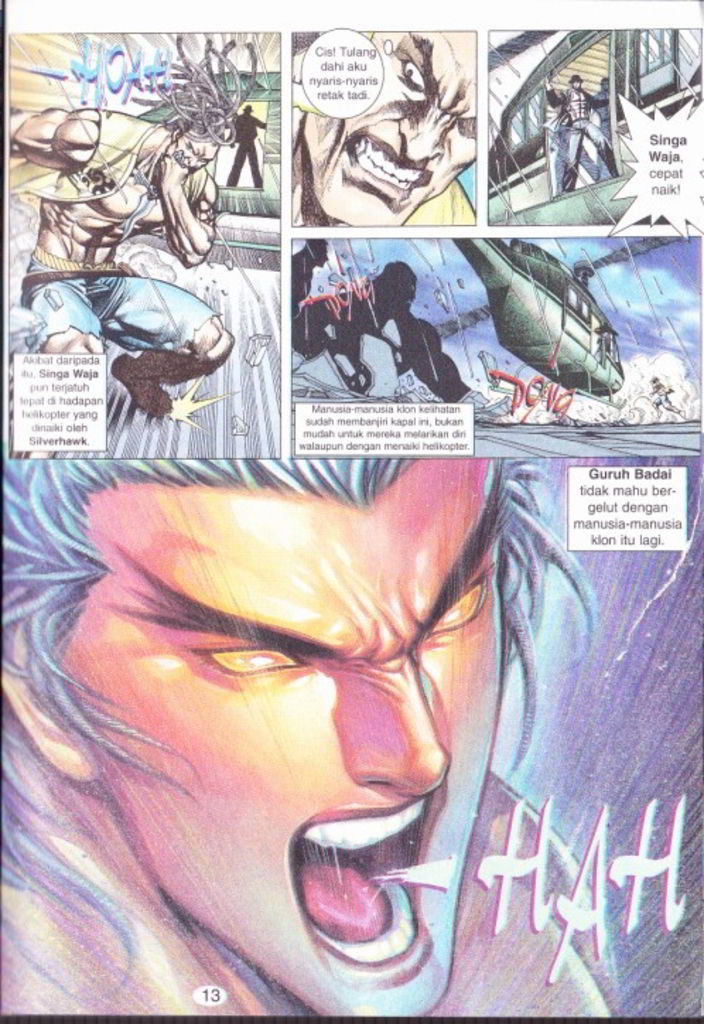 HOAH
Akibat daripada
itu, Singa Waja
pun terjatuh
tepat di hadapan
helikopter yang
dinaiki oleh
Silverhawk.
Cis! Tulang
dahi aku
nyaris-nyaris
retak tadi.
Singa
Waja,
cepat
naik!
DONG
DONG
Manusia-manusia klon kelihatan
sudah membanjiri kapal ini, bukan
mudah untuk mereka melarikan diri
walaupun dengan menaiki helikopter.
Guruh Badai
tidak mahu ber-
gelut dengan
manusia-manusia
klon itu lagi.
HAH
13